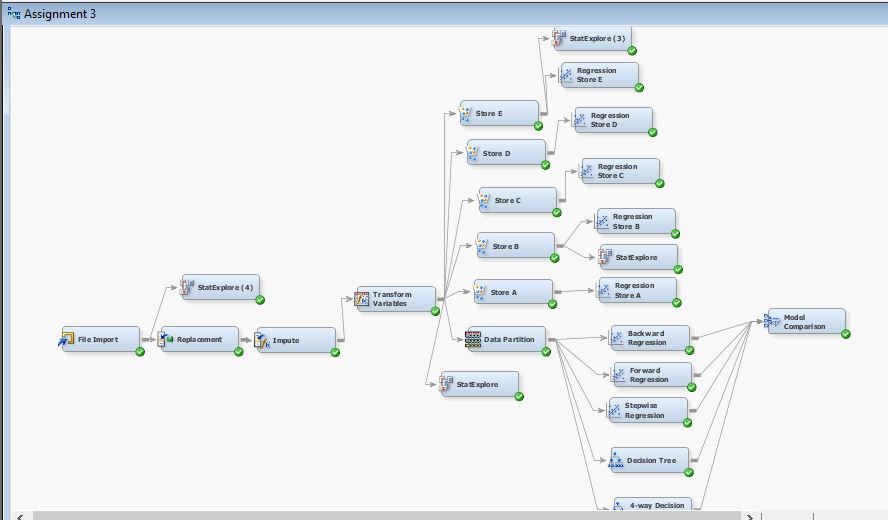 Assignment 3
StatExplore (3)
Regression
Store E
Store E
Regression
Store D
Store D
Regression
Store C
Store C
Regression
Store B
Store B
StatExplore
StatExplore (4)
Transform
Variables
Store A
Regression
Store A
File Import
Replacement
Impute
Data Partition
Backward
Regression
Model
Comparison
StatExplore
Forward
Regression
Stepwise
Regression
Decision Tree
4-way Decision